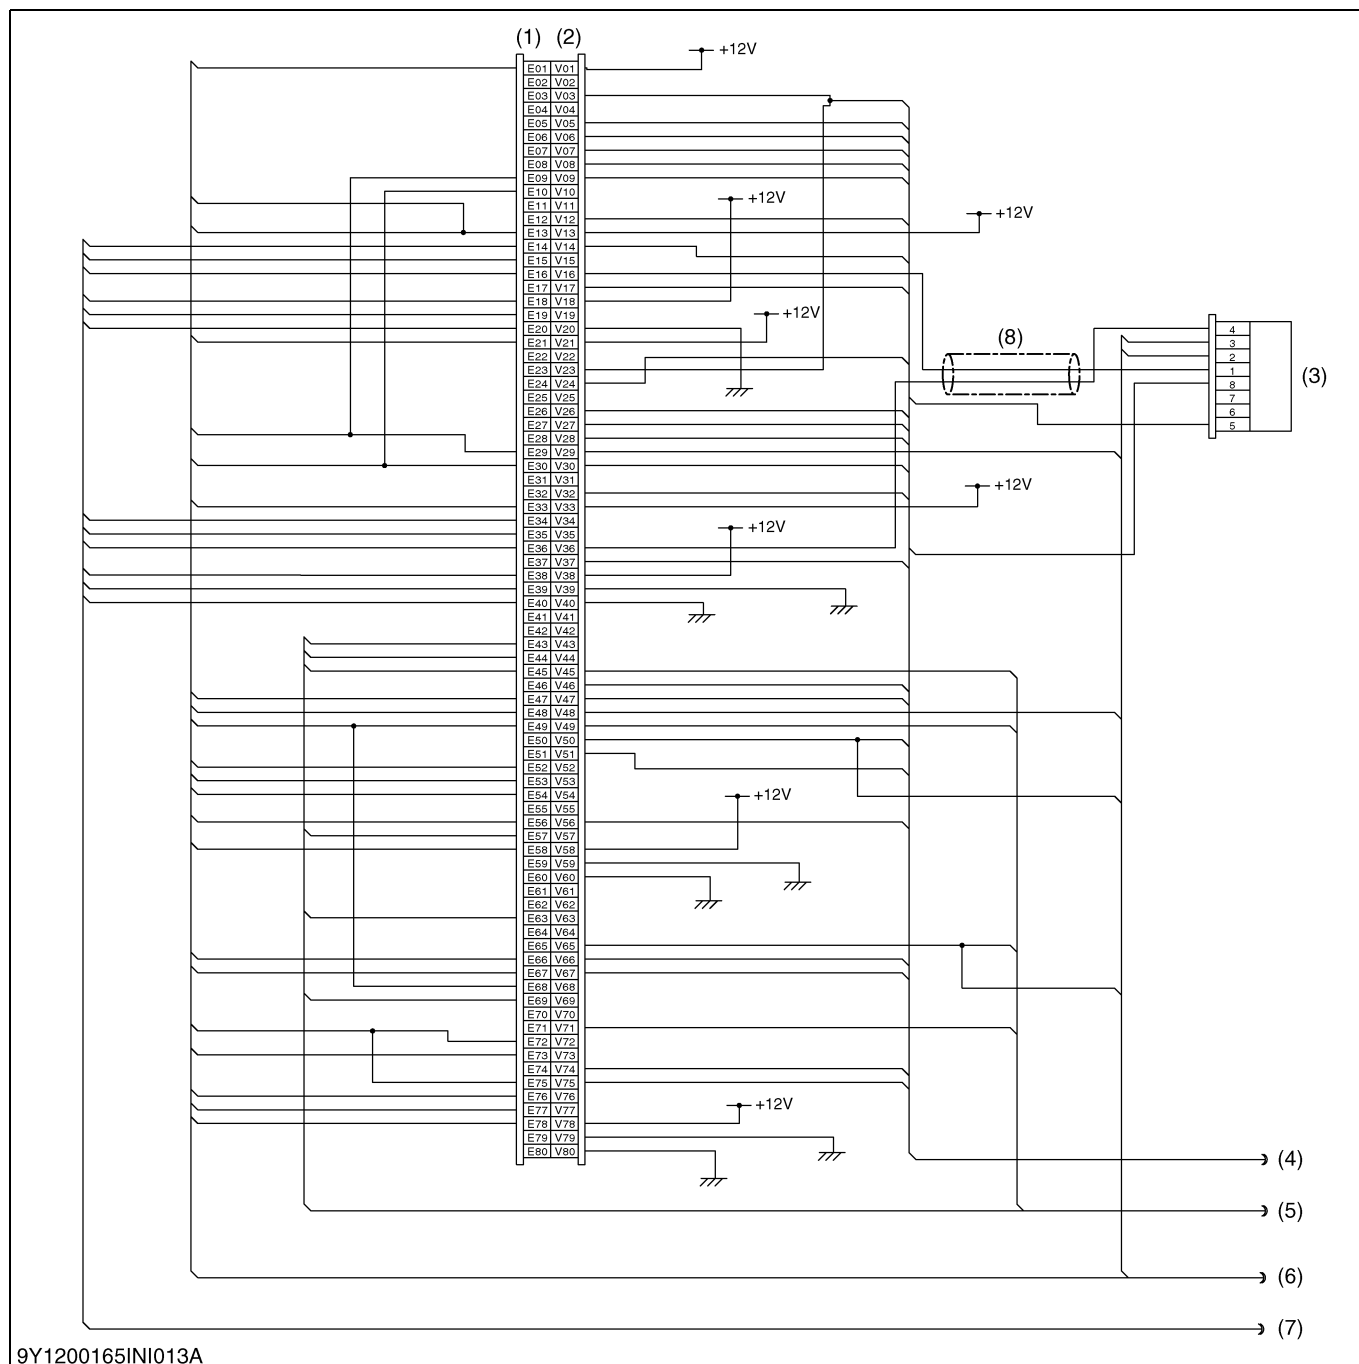 (1) (2)
+12V
E01 V01
E02 V02
E03 V03
E04 V04
E05 V05
E06 V06
E07 V07
E08 V08
E09 V09
E10 V10
E11 V11
+12V
E12 V12
+12V
E13 V13
E14 V14
E15 V15
E16 V16
E17 V17
E18 V18
E19 V19
+12V
E20 V20
E21 V21
E22 V22
E23 V23
E24 V24
E25 V25
E26 V26
E27 V27
E28 V28
E29 V29
E30 V30
E31 V31
E32 V32
+12V
E33 V33
E34 V34
E35 V35
+12V
E36 V36
E37 V37
E38 V38
E39 V39
E40 V40
E41 V41
E42 V42
E43 V43
E44 V44
E45 V45
E46 V46
E47 V47
E48 V48
E49 V49
E50 V50
E51 V51
E52 V52
E53 V53
E54 V54
+12V
E55 V55
E56 V56
E57 V57
E58 V58
E59 V59
E60 V60
E61 V61
E62 V62
E63 V63
E64 V64
E65 V65
E66 V66
E67 V67
E68 V68
E69 V69
E70 V70
E71 V71
E72 V72
E73 V73
E74 V74
E75 V75
E76 V76
E77 V77
+12V
E78 V78
E79 V79
E80 V80
(8)
4
3
2
1
8
7
6
5
(3)
(4)
(5)
(6)
(7)
9Y1200165INI013A